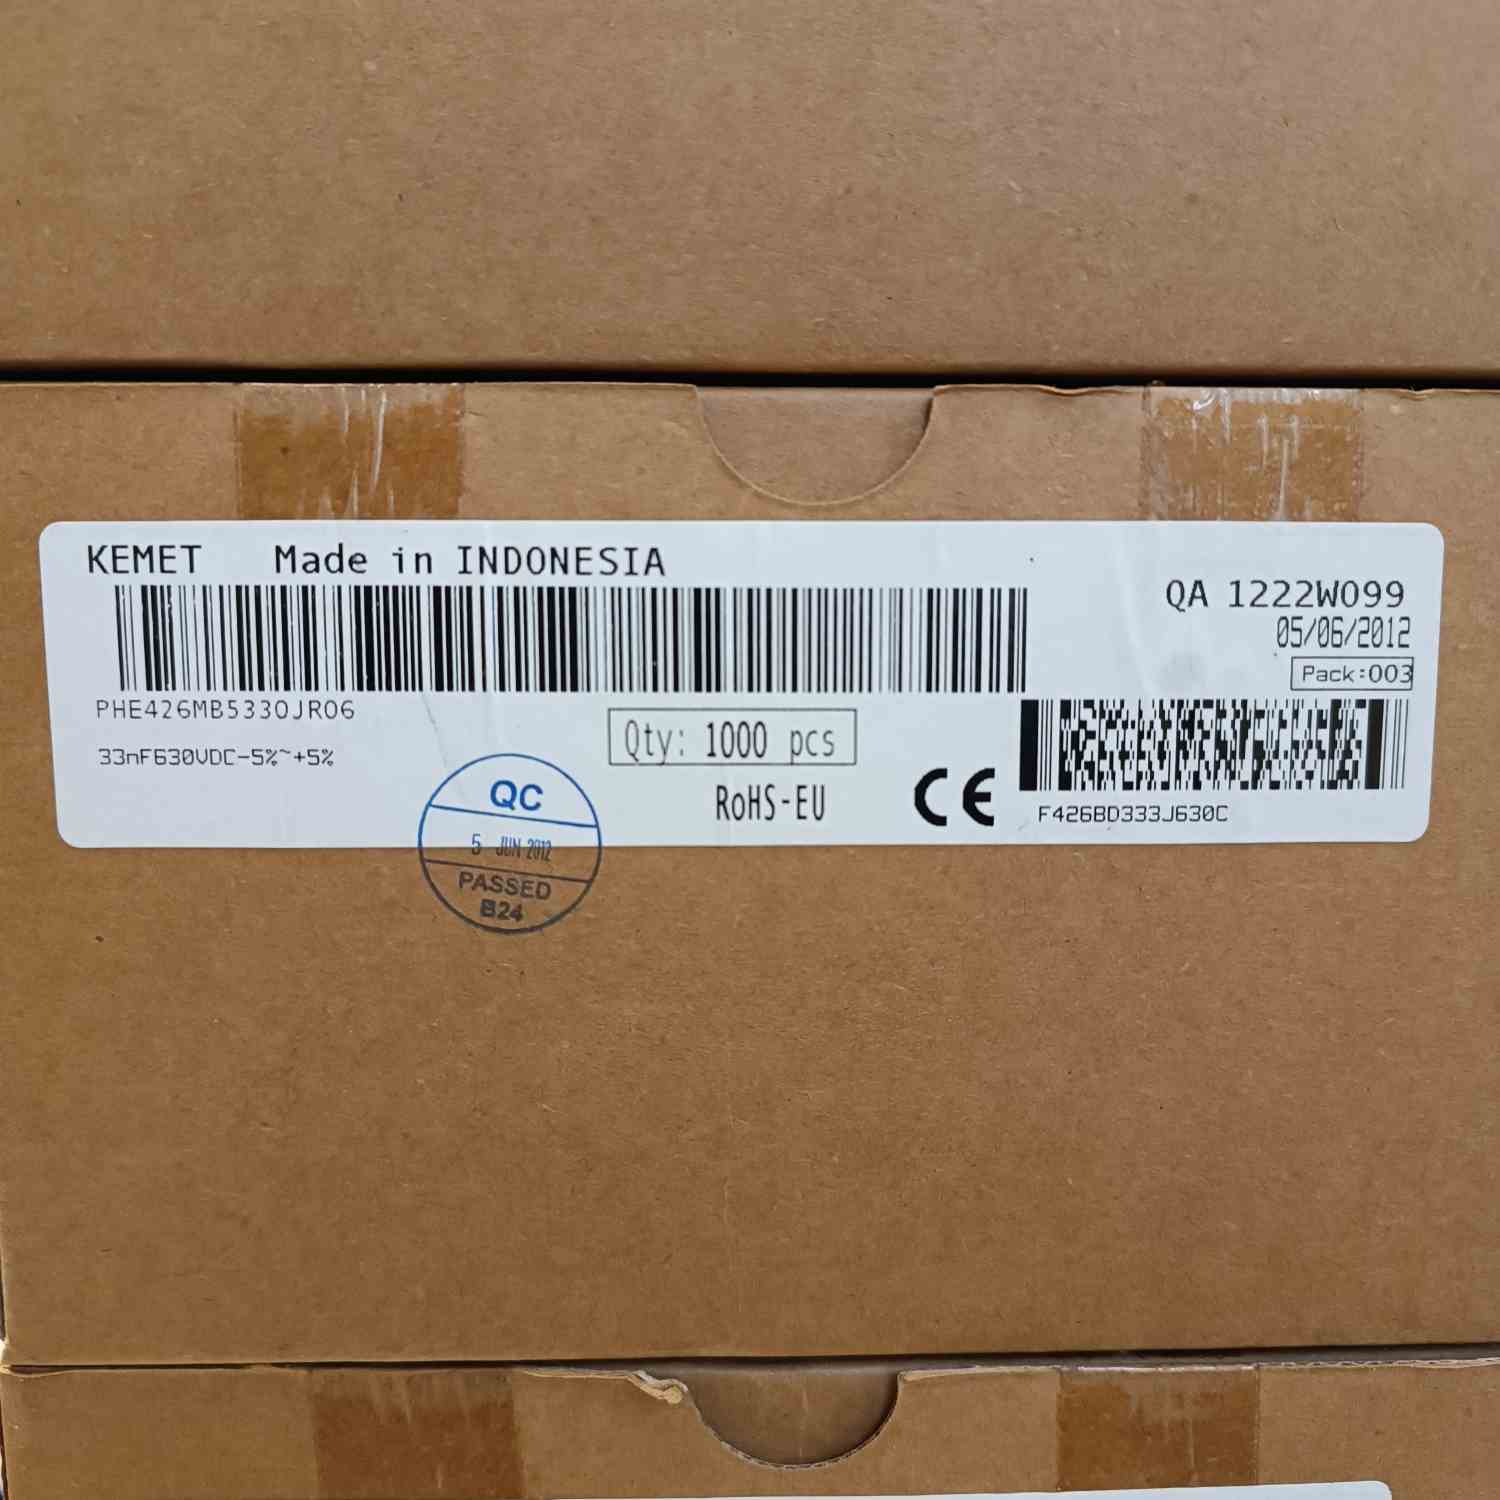 KEMET Made in INDONESIA
QA 1222W099
05/06/2012
Pack:003
PHE426MB5330JR06
33nF630VDC-5%~+5%
Qty: 1000 pcs
RoHS-EU
CE
F426BD333J630C
QC
5 JUN 2012
PASSED
B24